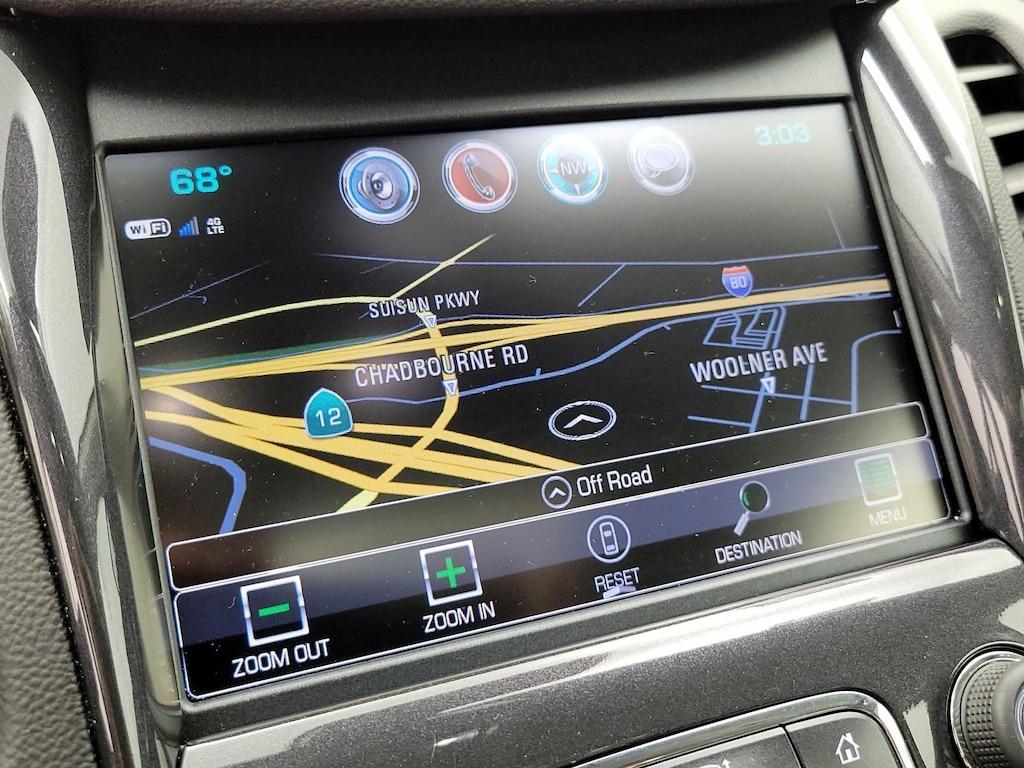 68°
NW
3:03
WiFi
4G
LTE
80
SUISUN PKWY
CHADBOURNE RD
WOOLNER AVE
12
Off Road
ZOOM OUT
ZOOM IN
RESET
DESTINATION
MENU